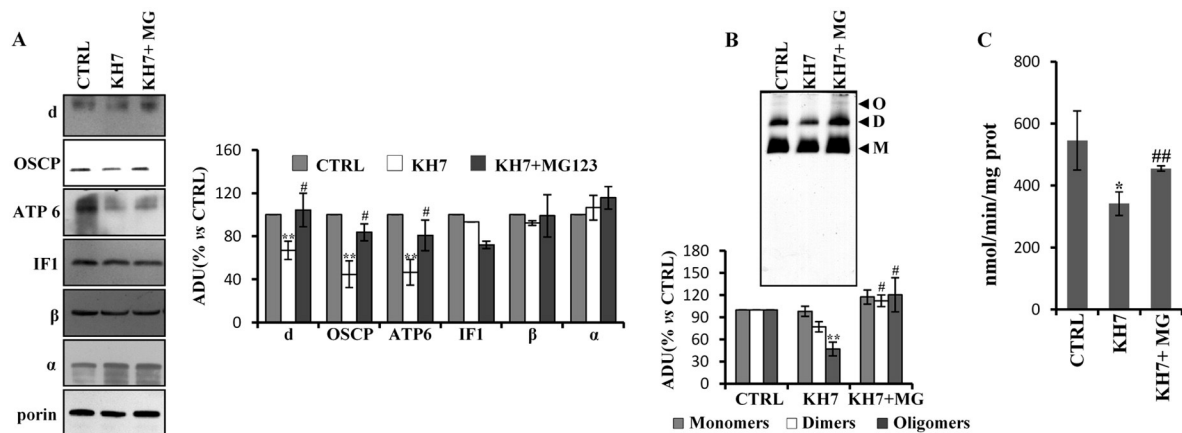 A
CTRL
KH7
KH7+ MG
d
OSCP
ATP 6
IF1
β
α
porin
CTRL KH7 KH7+MG123
ADU(% vs CTRL)
160
120
80
40
0
** # ** # ** #
d OSCP ATP6 IF1 β α
B
CTRL
KH7
KH7+ MG
O
D
M
ADU(% vs CTRL)
180
150
120
90
60
30
0
** # #
CTRL KH7 KH7+MG
Monomers Dimers Oligomers
C
nmol/min/mg prot
800
600
400
200
0
* ##
CTRL
KH7
KH7+ MG